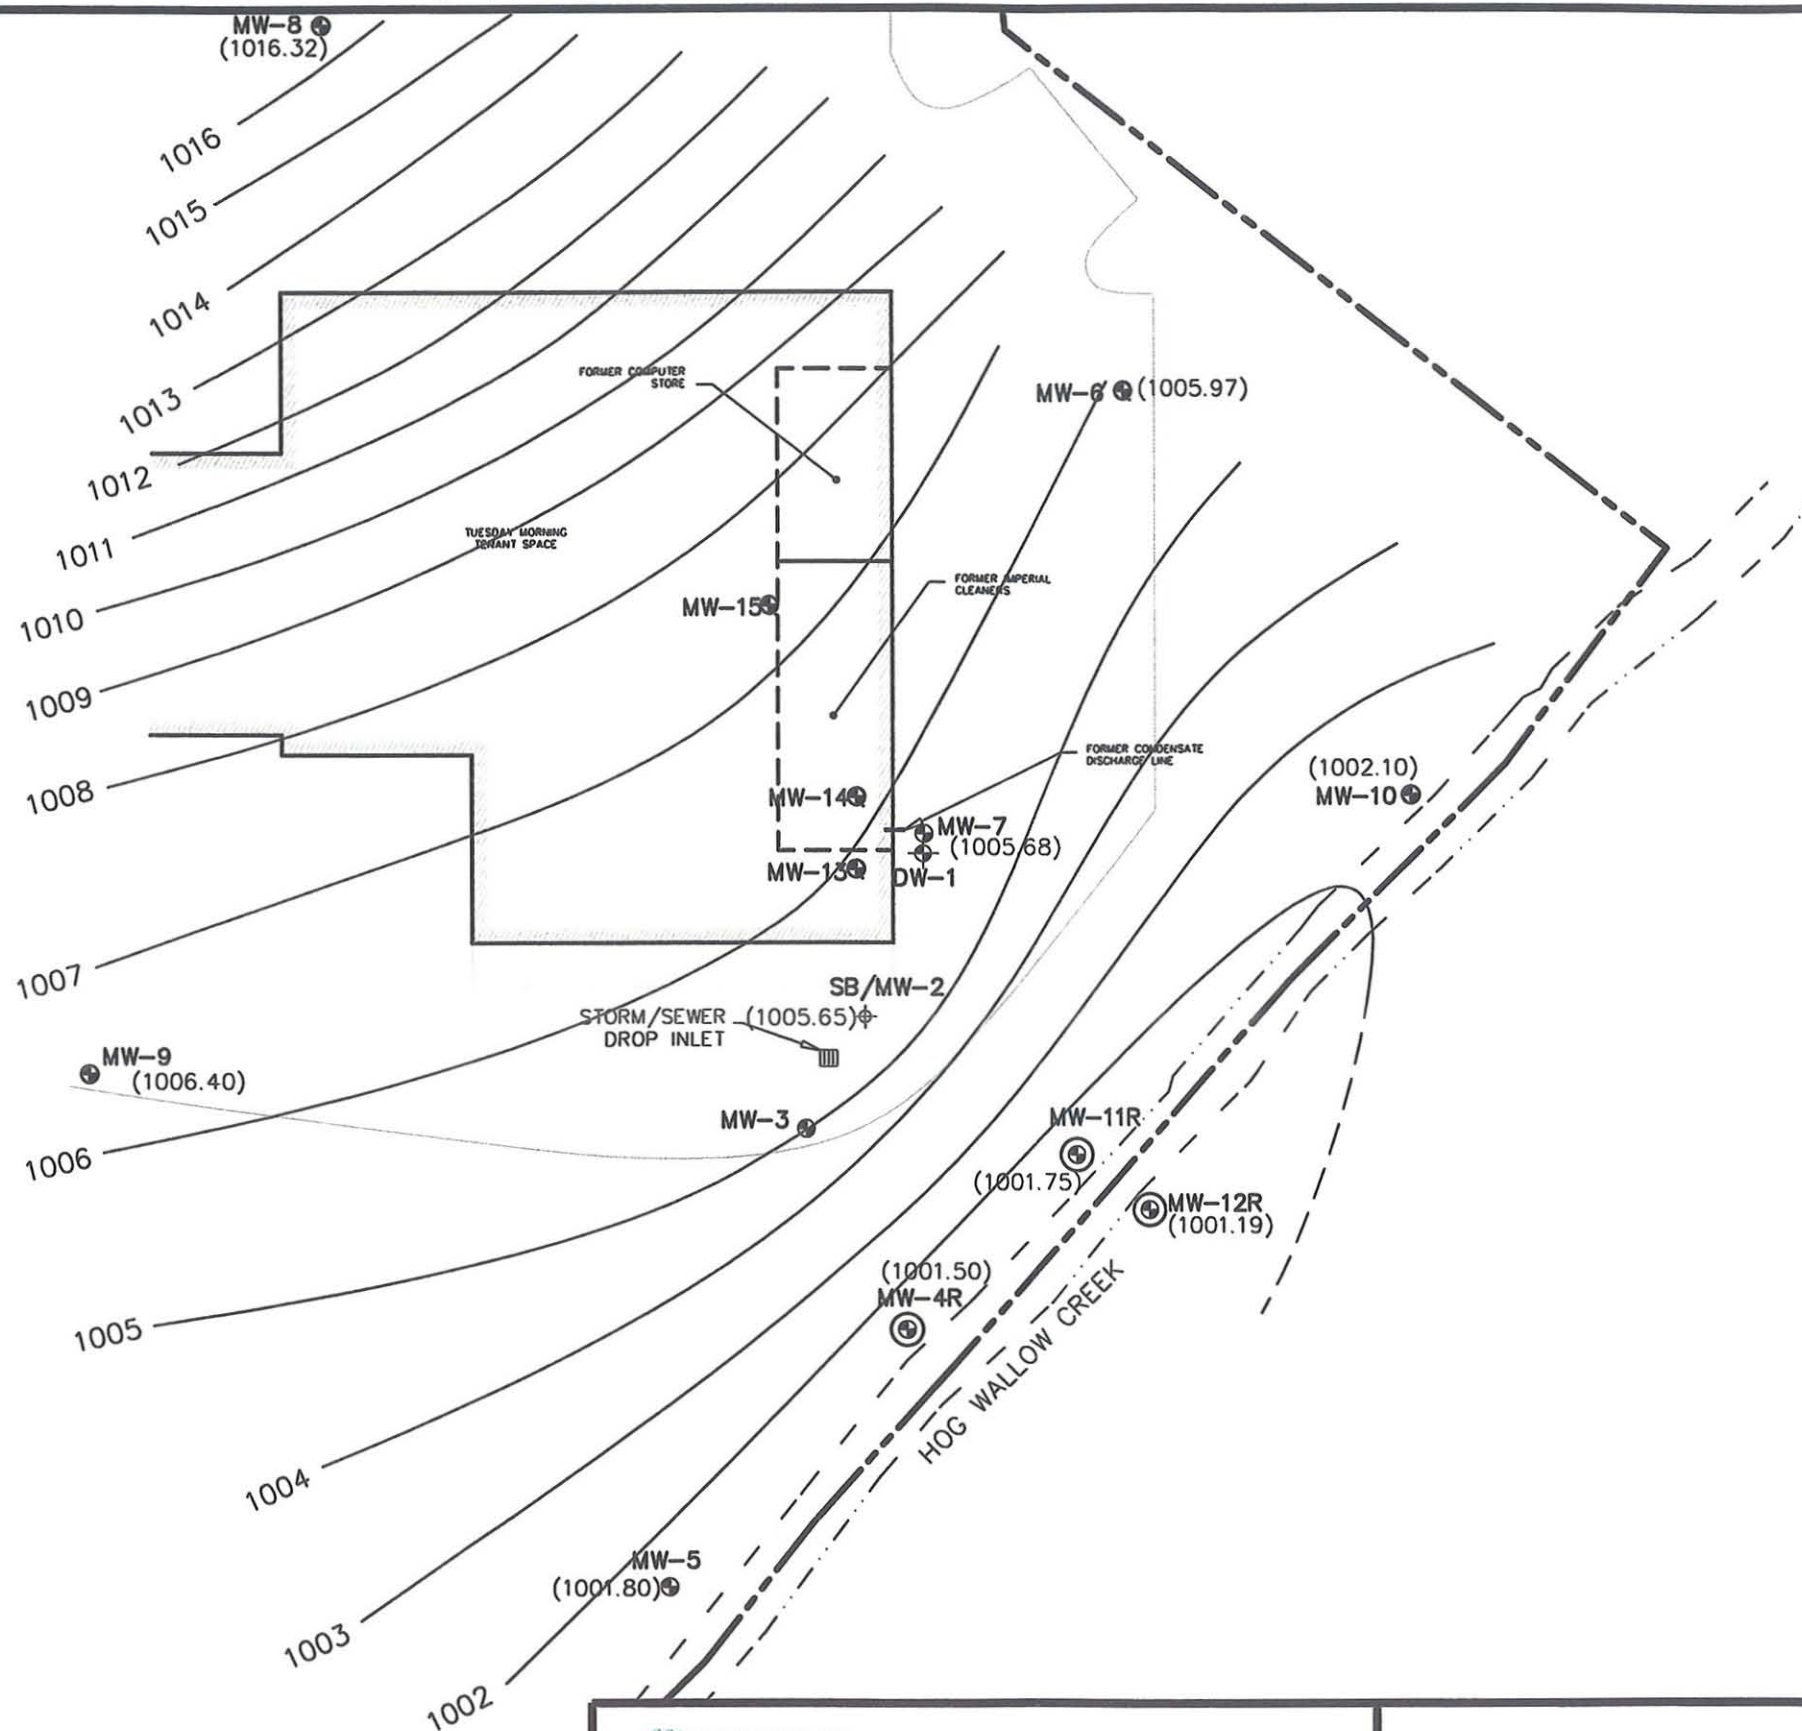 MW-8
(1016.32)
1016
1015
1014
1013
1012
1011
1010
1009
1008
1007
1006
1005
1004
1003
1002
FORMER COMPUTER
STORE
MW-6 (1005.97)
TUESDAY MORNING
TENANT SPACE
FORMER IMPERIAL
CLEANERS
MW-15
FORMER CONDENSATE
DISCHARGE LINE
(1002.10)
MW-10
MW-14
MW-7
(1005.68)
MW-13
DW-1
SB/MW-2
(1005.65)
STORM/SEWER
DROP INLET
MW-9
(1006.40)
MW-3
MW-11R
(1001.75)
MW-12R
(1001.19)
(1001.50)
MW-4R
HOG WALLOW CREEK
MW-5
(1001.80)